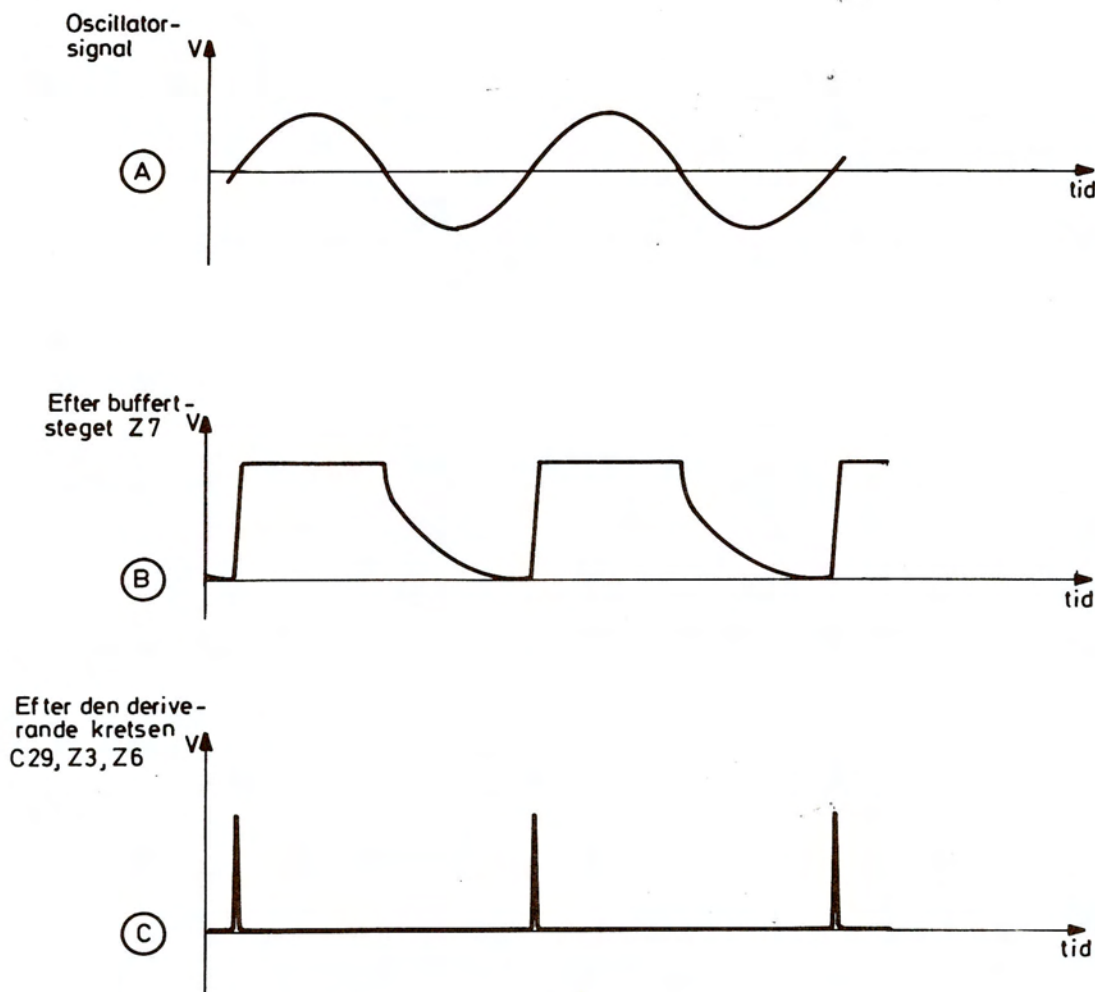 Oscillator-
signal
V
A
tid
Efter buffert-
steget Z7
V
B
tid
Efter den derive-
rande kretsen
C29, Z3, Z6
V
C
tid